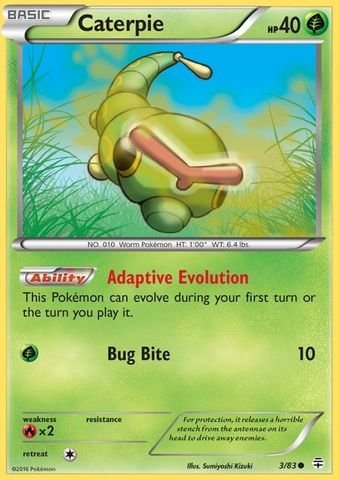 BASIC Caterpie HP40
NO. 010 Worm Pokémon. HT: 1'00" WT: 6.4 lbs.
Ability Adaptive Evolution
This Pokémon can evolve during your first turn or
the turn you play it.
Bug Bite 10
weakness resistance
×2
retreat
For protection, it releases a horrible
stench from the antennae on its
head to drive away enemies.
©2016 Pokémon Illus. Sumiyoshi Kizuki 3/83